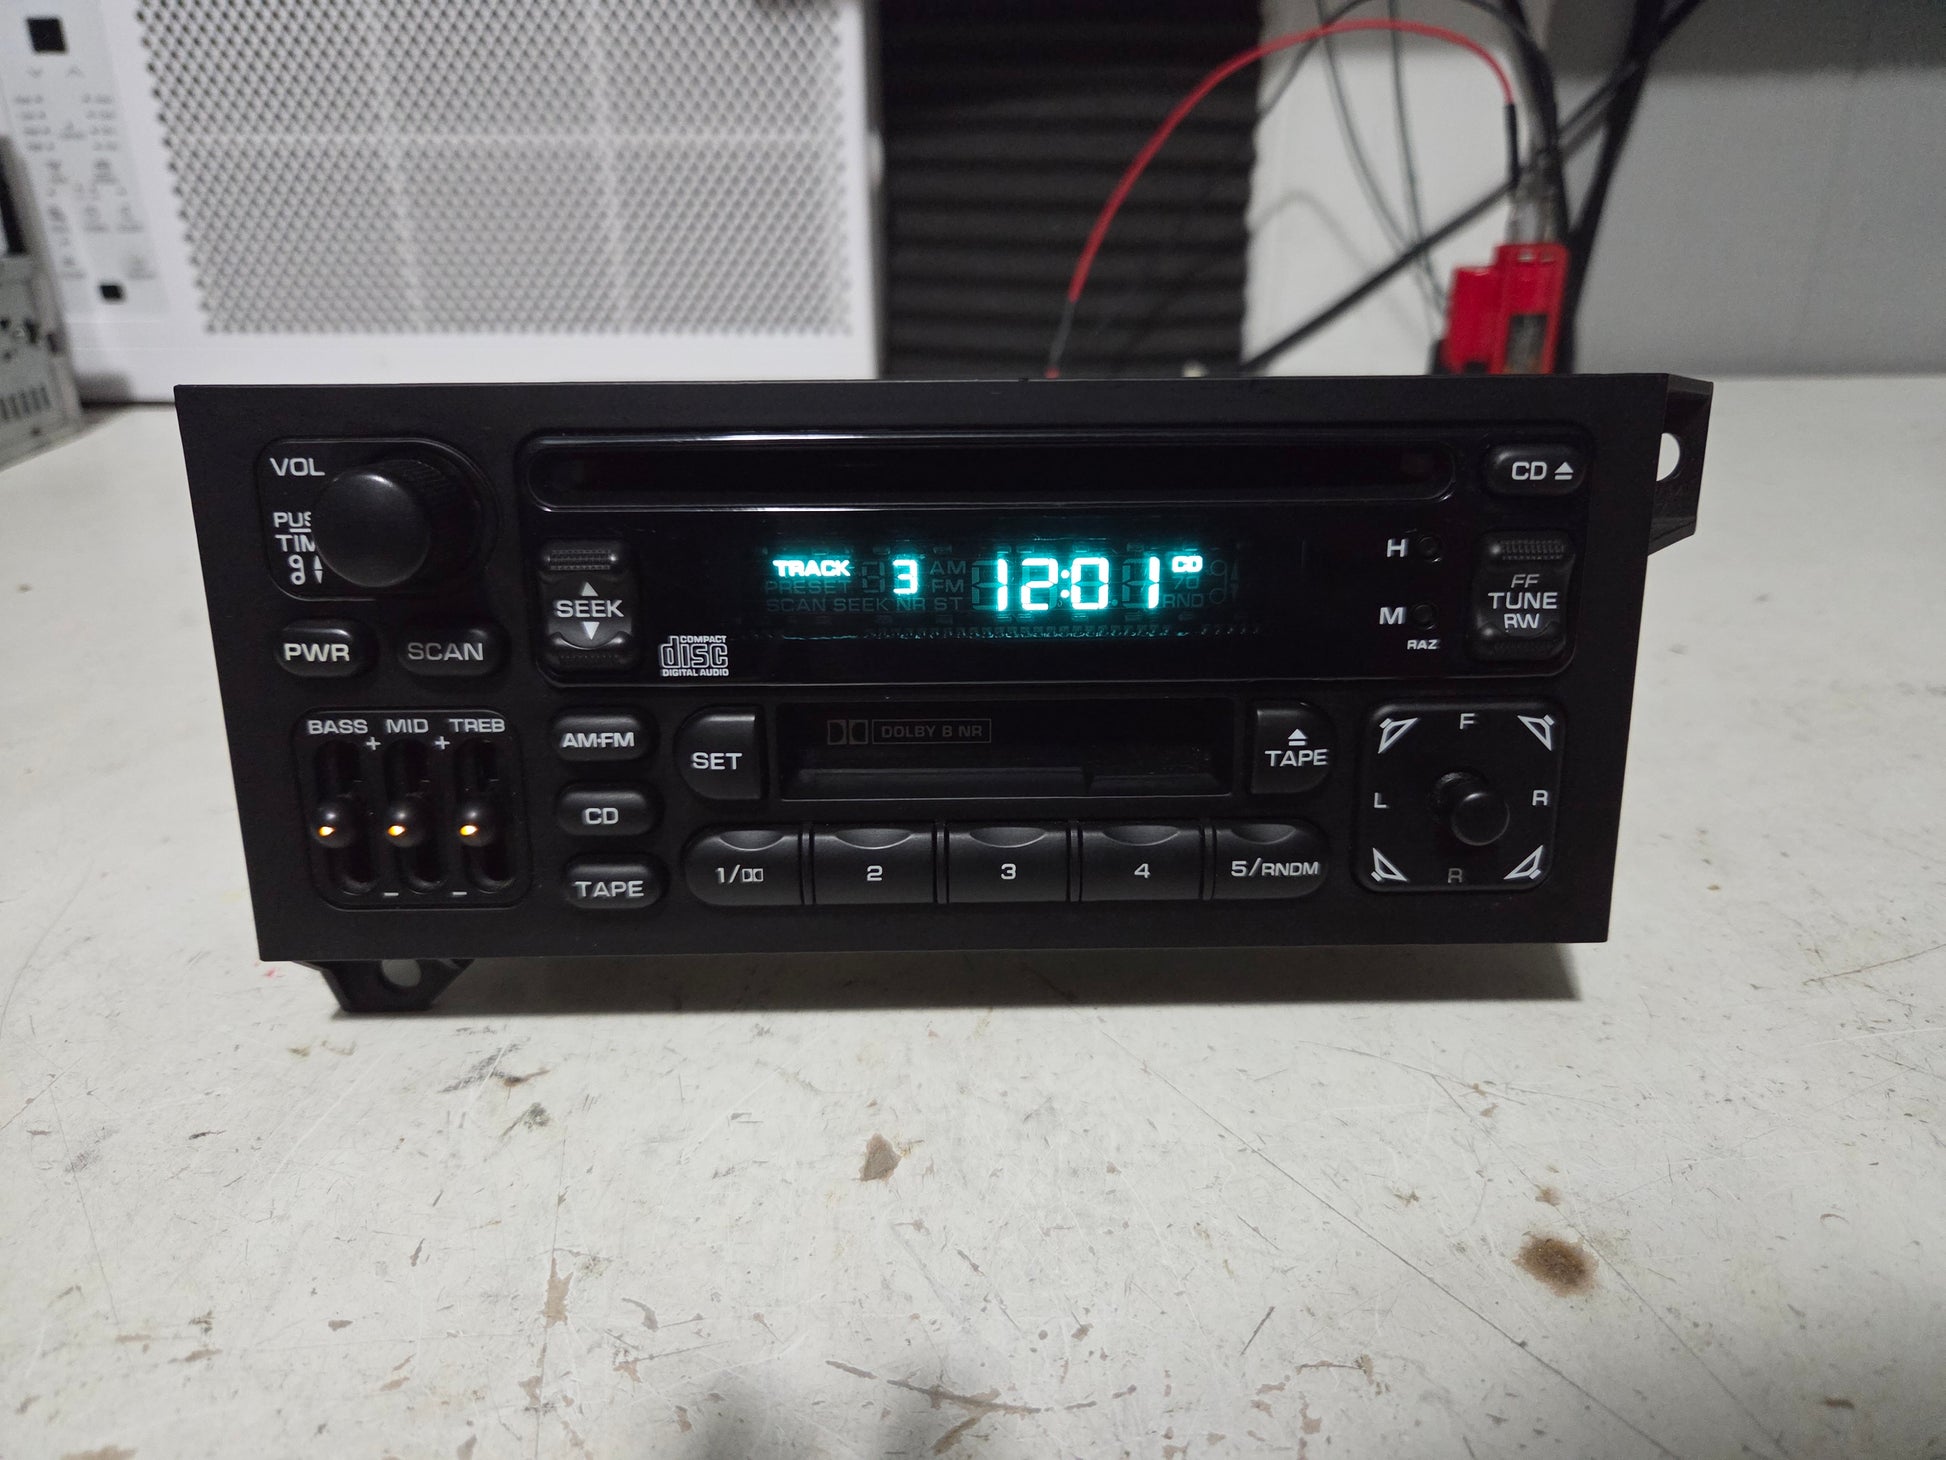 VOL
PUS
TIM
PWR
SCAN
SEEK
COMPACT
disc
DIGITAL AUDIO
TRACK 3 12:01 CD
PRESET
AM
FM
SCAN SEEK NR ST
RND
CD
H
M
RAZ
FF
TUNE
RW
BASS MID TREB
+ +
– –
AM•FM
CD
TAPE
SET
DOLBY B NR
TAPE
1/
2
3
4
5/RNDM
F
L
R
R